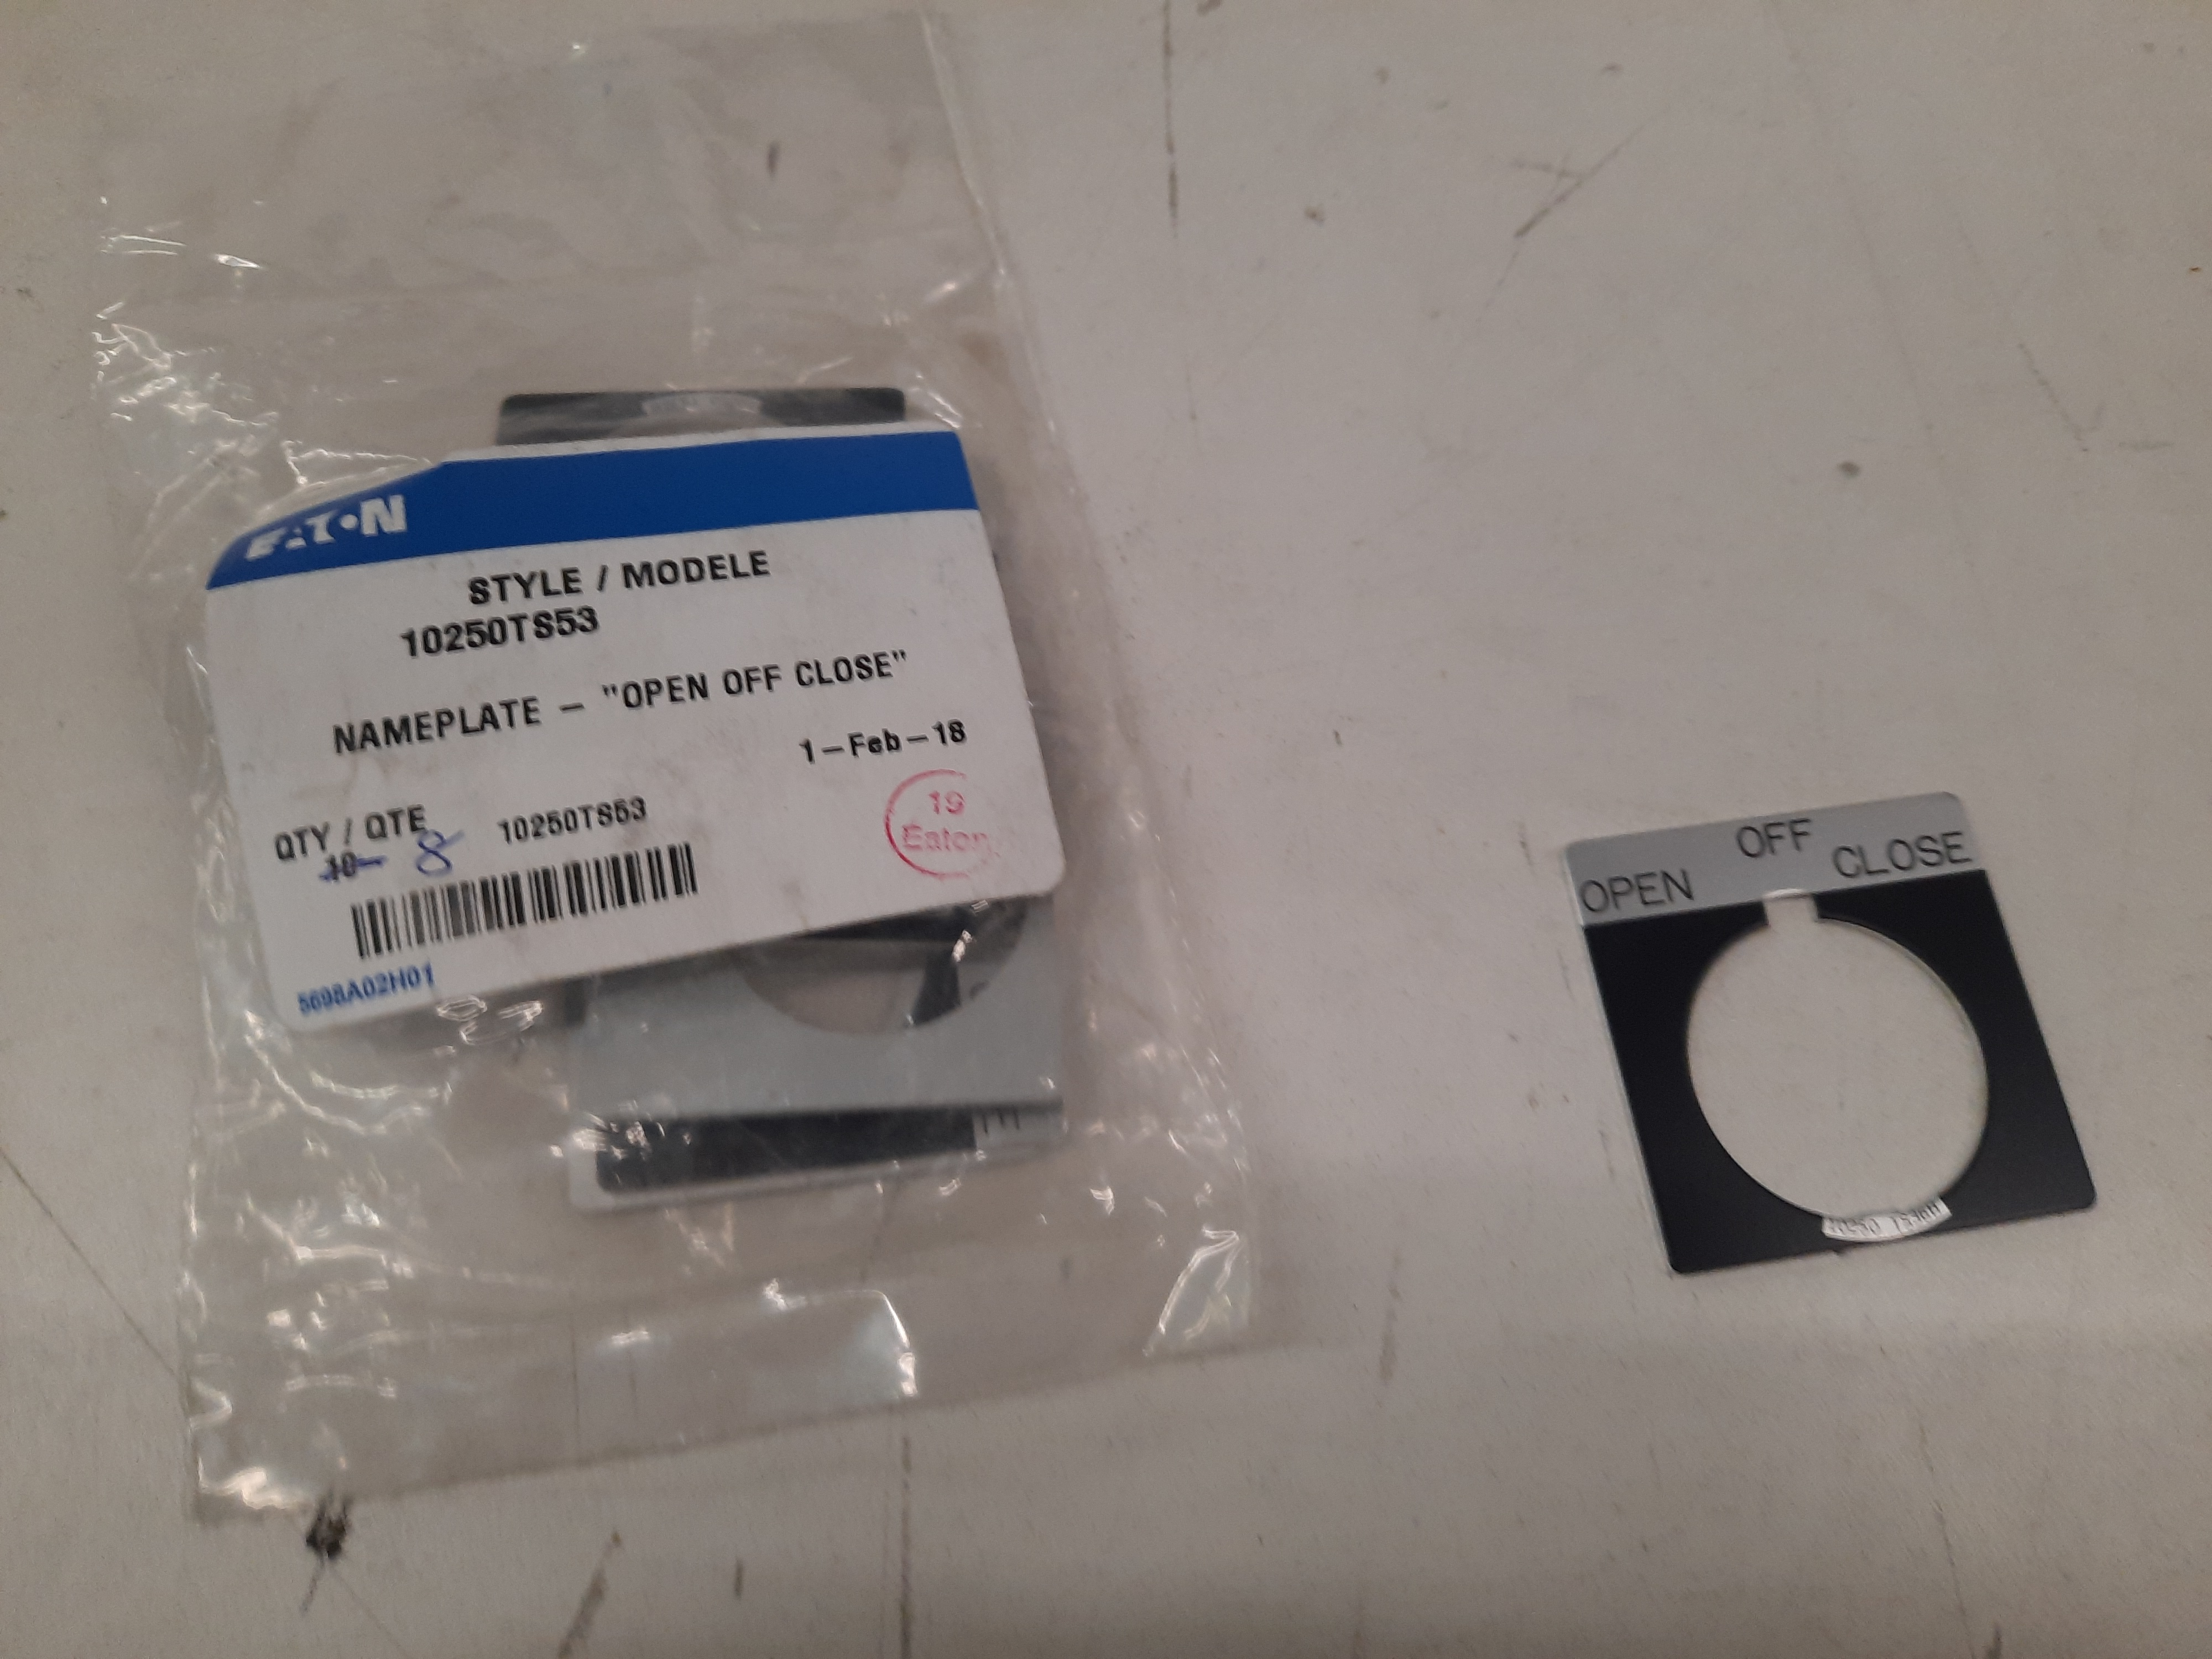 EATON
STYLE / MODELE
10250TS53
NAMEPLATE – "OPEN OFF CLOSE"
1–Feb–18
QTY / QTE
10 8
10250TS53
19
Eaton
5698A02H01
OPEN OFF CLOSE
10250